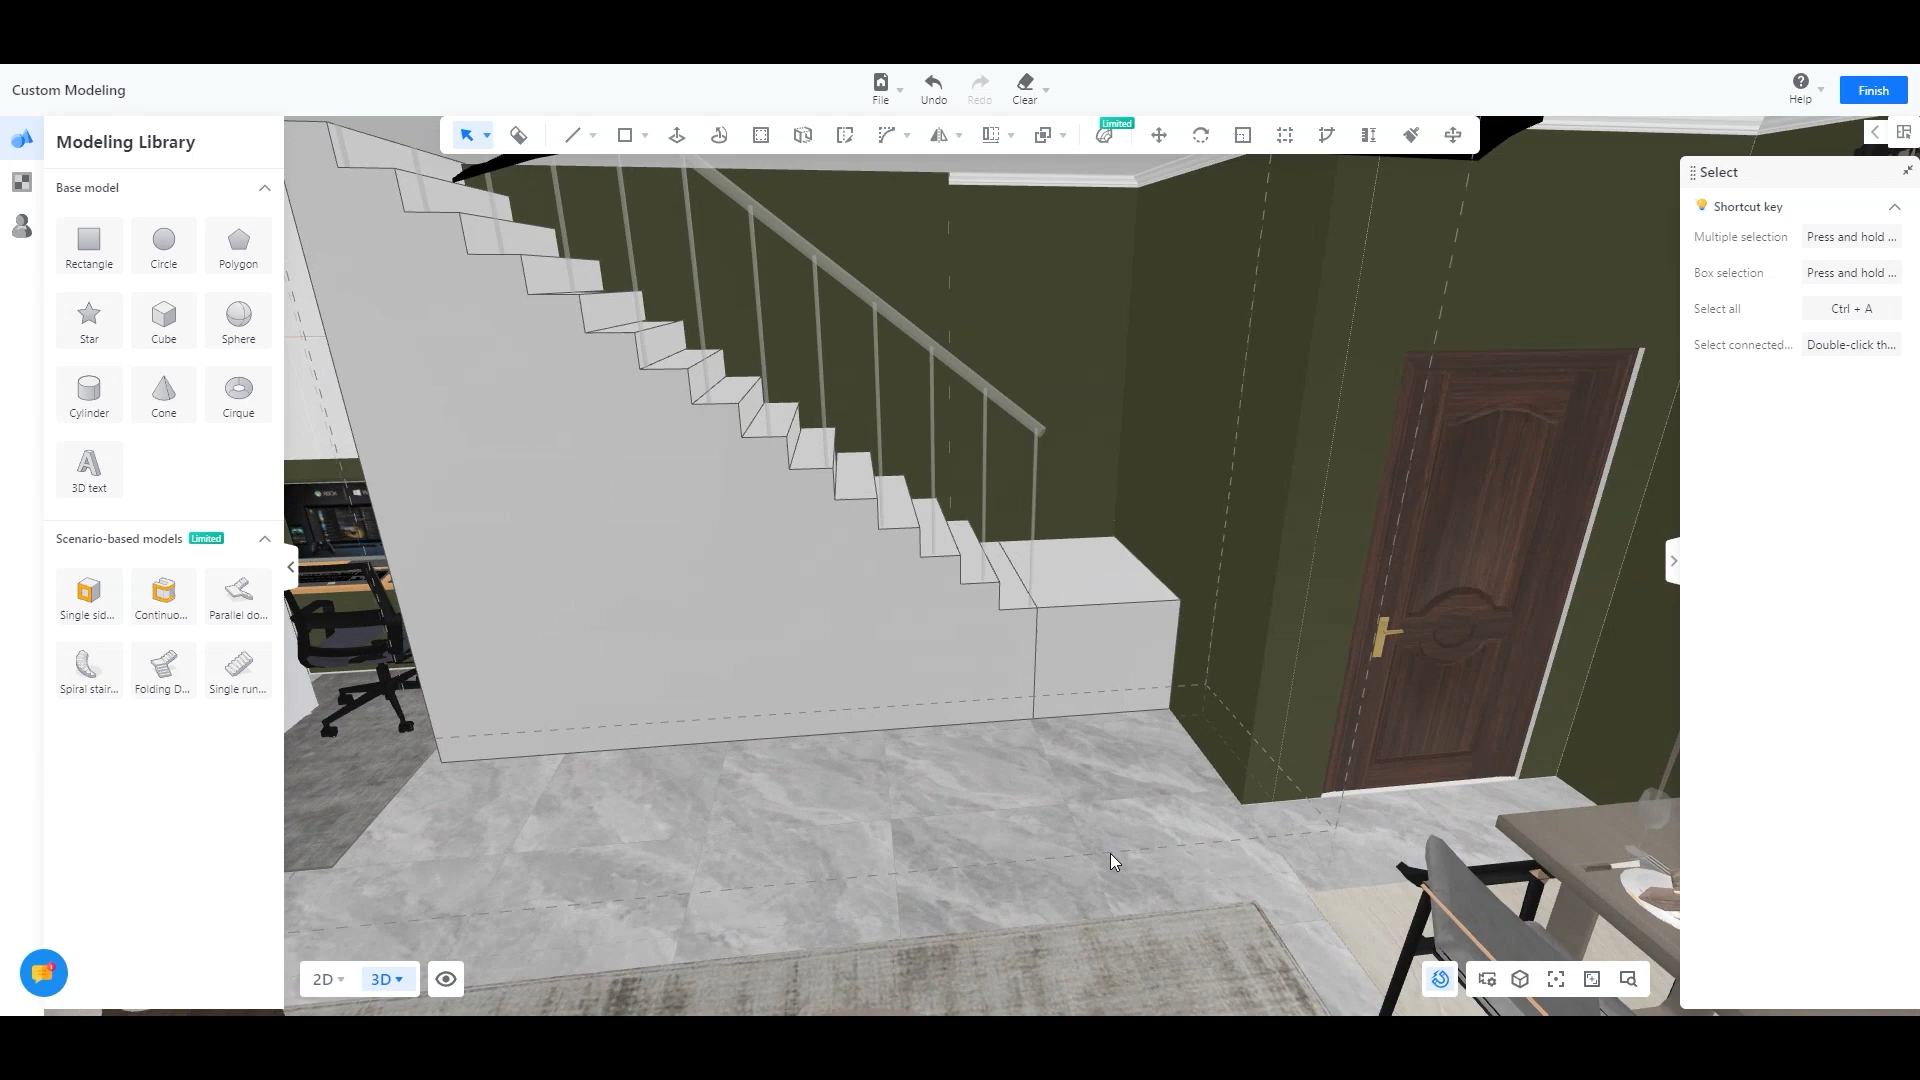 Custom Modeling
File
Undo
Redo
Clear
Help
Finish
Modeling Library
Limited
Select
Base model
Shortcut key
Multiple selection Press and hold ...
Rectangle Circle Polygon
Box selection Press and hold ...
Select all Ctrl + A
Star Cube Sphere
Select connected... Double-click th...
Cylinder Cone Cirque
3D text
Scenario-based models Limited
Single sid... Continuo... Parallel do...
Spiral stair... Folding D... Single run...
2D 3D